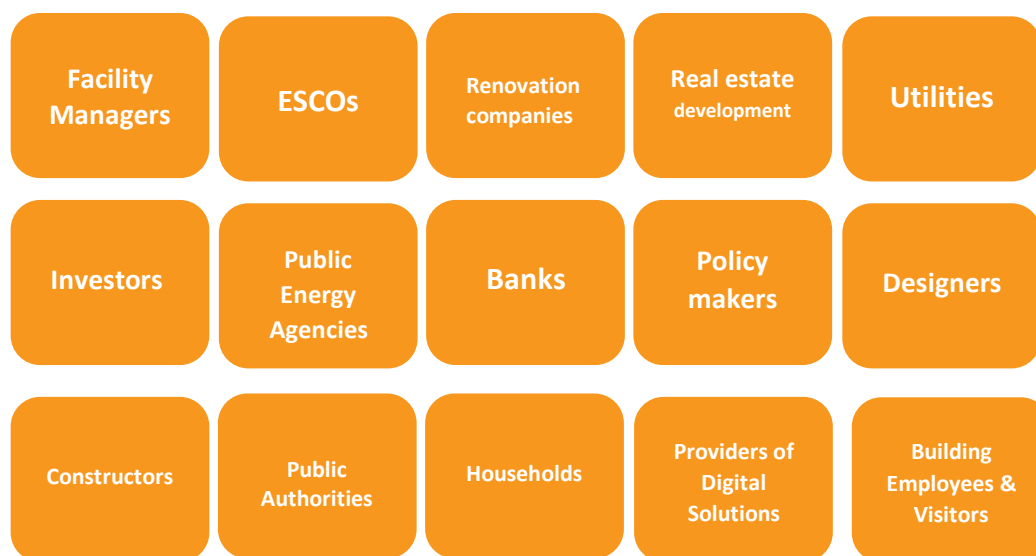 Facility
Managers
ESCOs
Renovation
companies
Real estate
development
Utilities
Investors
Public
Energy
Agencies
Banks
Policy
makers
Designers
Constructors
Public
Authorities
Households
Providers of
Digital
Solutions
Building
Employees &
Visitors